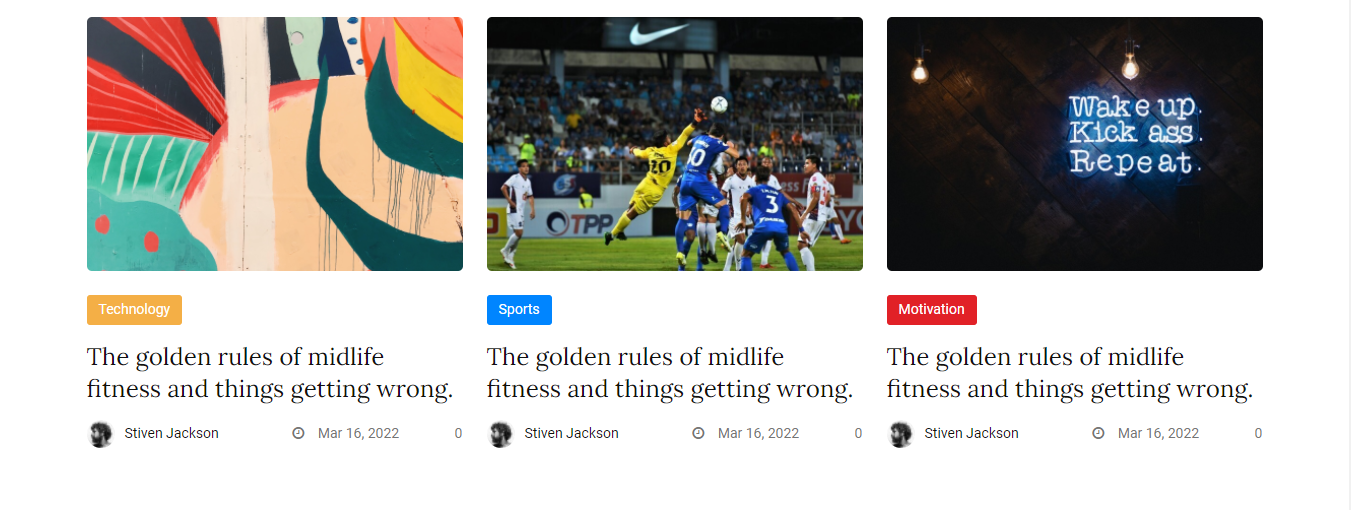 10
20
3
TPP
Wake up.
Kick ass.
Repeat.
Technology
Sports
Motivation
The golden rules of midlife
fitness and things getting wrong.
Stiven Jackson
Mar 16, 2022
0
The golden rules of midlife
fitness and things getting wrong.
Stiven Jackson
Mar 16, 2022
0
The golden rules of midlife
fitness and things getting wrong.
Stiven Jackson
Mar 16, 2022
0